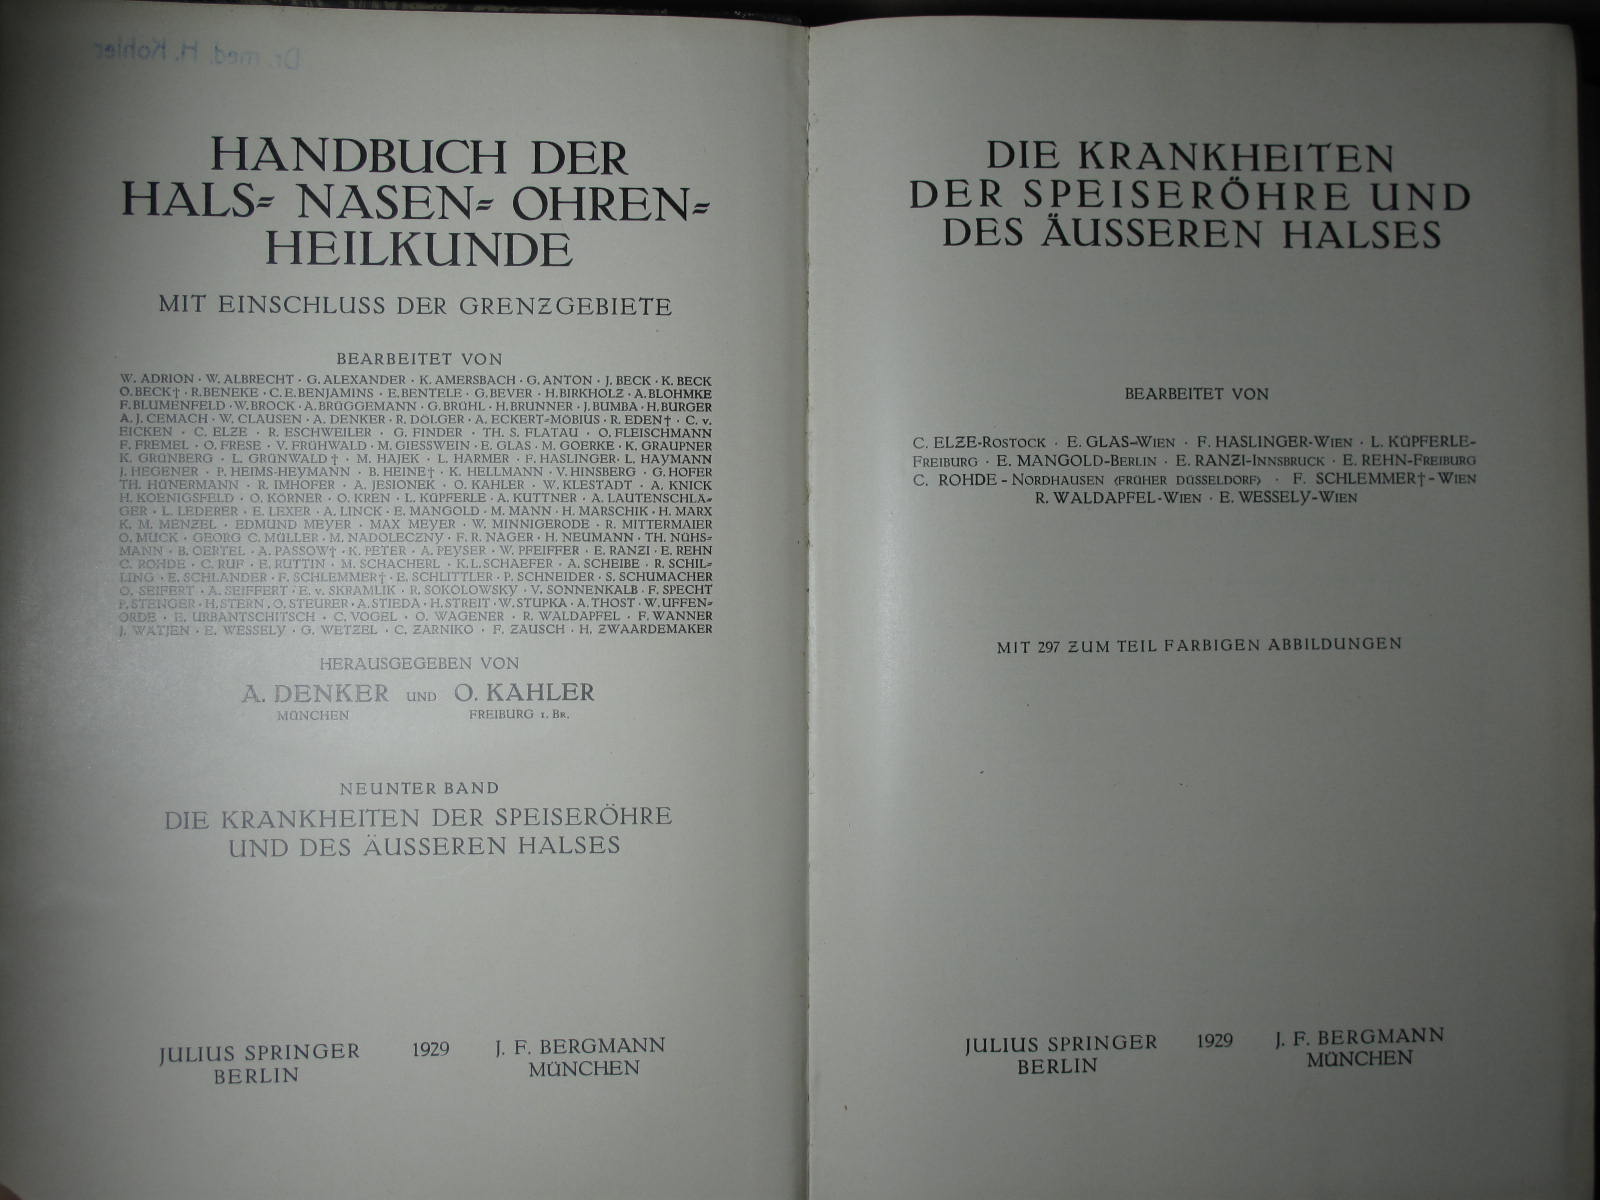 Dr. med. H. Kohler
HANDBUCH DER
HALS= NASEN= OHREN=
HEILKUNDE
MIT EINSCHLUSS DER GRENZGEBIETE
BEARBEITET VON
W. ADRION · W. ALBRECHT · G. ALEXANDER · K. AMERSBACH · G. ANTON · J. BECK · K. BECK
O. BECK† · R. BENEKE · C. E. BENJAMINS · E. BENTELE · G. BEVER · H. BIRKHOLZ · A. BLOHMKE
F. BLUMENFELD · W. BROCK · A. BRÜGGEMANN · G. BRÜHL · H. BRUNNER · J. BUMBA · H. BURGER
A. J. CEMACH · W. CLAUSEN · A. DENKER · R. DÖLGER · A. ECKERT=MÖBIUS · R. EDEN† · C. v.
EICKEN · C. ELZE · R. ESCHWEILER · G. FINDER · TH. S. FLATAU · O. FLEISCHMANN
F. FREMEL · O. FRESE · V. FRÜHWALD · M. GIESSWEIN · E. GLAS · M. GOERKE · K. GRAUPNER
K. GRÜNBERG · L. GRÜNWALD † · M. HAJEK · L. HARMER · F. HASLINGER · L. HAYMANN
J. HEGENER · P. HEIMS-HEYMANN · B. HEINE† · K. HELLMANN · V. HINSBERG · G. HOFER
TH. HÜNERMANN · R. IMHOFER · A. JESIONEK · O. KAHLER · W. KLESTADT · A. KNICK
H. KOENIGSFELD · O. KÖRNER · O. KREN · L. KÜPFERLE · A. KUTTNER · A. LAUTENSCHLÄ=
GER · L. LEDERER · E. LEXER · A. LINCK · E. MANGOLD · M. MANN · H. MARSCHIK · H. MARX
K. M. MENZEL · EDMUND MEYER · MAX MEYER · W. MINNIGERODE · R. MITTERMAIER
O. MUCK · GEORG C. MÜLLER · M. NADOLECZNY · F. R. NAGER · H. NEUMANN · TH. NÜHS=
MANN · B. OERTEL · A. PASSOW† · K. PETER · A. PEYSER · W. PFEIFFER · E. RANZI · E. REHN
C. ROHDE · C. RUF · E. RUTTIN · M. SCHACHERL · K. L. SCHAEFER · A. SCHEIBE · R. SCHIL=
LING · E. SCHLANDER · F. SCHLEMMER† · E. SCHLITTLER · P. SCHNEIDER · S. SCHUMACHER
O. SEIFERT · A. SEIFFERT · E. v. SKRAMLIK · R. SOKOLOWSKY · V. SONNENKALB · F. SPECHT
P. STENGER · H. STERN · O. STEURER · A. STIEDA · H. STREIT · W. STUPKA · A. THOST · W. UFFEN=
ORDE · E. URBANTSCHITSCH · C. VOGEL · O. WAGENER · R. WALDAPFEL · F. WANNER
J. WÄTJEN · E. WESSELY · G. WETZEL · C. ZARNIKO · F. ZAUSCH · H. ZWAARDEMAKER
HERAUSGEGEBEN VON
A. DENKER UND O. KAHLER
MÜNCHEN FREIBURG I. BR.
NEUNTER BAND
DIE KRANKHEITEN DER SPEISERÖHRE
UND DES ÄUSSEREN HALSES
JULIUS SPRINGER 1929 J. F. BERGMANN
BERLIN MÜNCHEN
DIE KRANKHEITEN
DER SPEISERÖHRE UND
DES ÄUSSEREN HALSES
BEARBEITET VON
C. ELZE-ROSTOCK · E. GLAS-WIEN · F. HASLINGER-WIEN · L. KÜPFERLE-
FREIBURG · E. MANGOLD-BERLIN · E. RANZI-INNSBRUCK · E. REHN-FREIBURG
C. ROHDE - NORDHAUSEN (FRÜHER DÜSSELDORF) · F. SCHLEMMER† - WIEN
R. WALDAPFEL-WIEN · E. WESSELY-WIEN
MIT 297 ZUM TEIL FARBIGEN ABBILDUNGEN
JULIUS SPRINGER 1929 J. F. BERGMANN
BERLIN MÜNCHEN